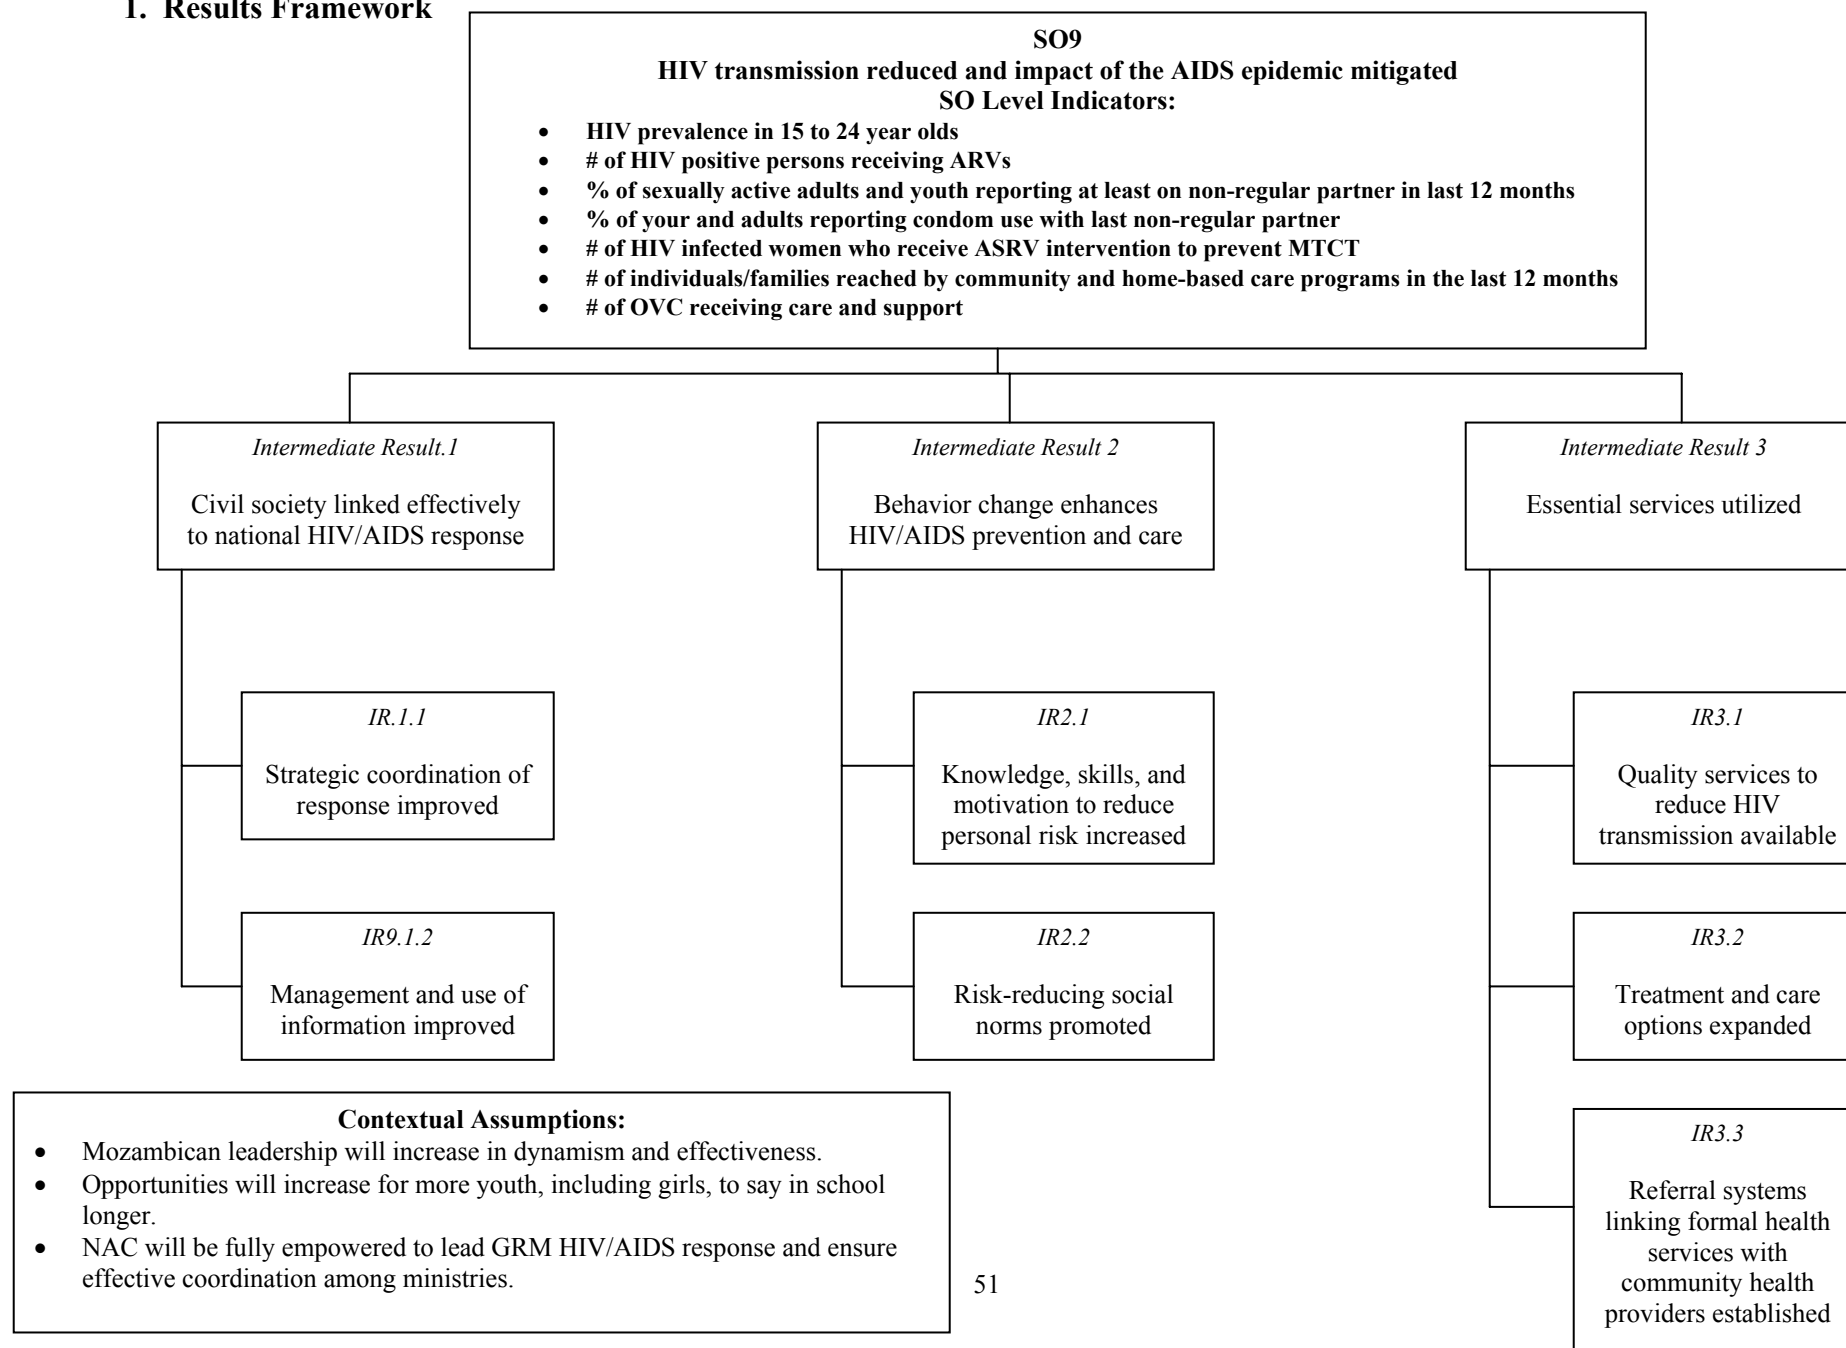 1. Results Framework
SO9
HIV transmission reduced and impact of the AIDS epidemic mitigated
SO Level Indicators:
• HIV prevalence in 15 to 24 year olds
• # of HIV positive persons receiving ARVs
• % of sexually active adults and youth reporting at least on non-regular partner in last 12 months
• % of your and adults reporting condom use with last non-regular partner
• # of HIV infected women who receive ASRV intervention to prevent MTCT
• # of individuals/families reached by community and home-based care programs in the last 12 months
• # of OVC receiving care and support
Intermediate Result.1
Civil society linked effectively
to national HIV/AIDS response
Intermediate Result 2
Behavior change enhances
HIV/AIDS prevention and care
Intermediate Result 3
Essential services utilized
IR.1.1
Strategic coordination of
response improved
IR2.1
Knowledge, skills, and
motivation to reduce
personal risk increased
IR3.1
Quality services to
reduce HIV
transmission available
IR9.1.2
Management and use of
information improved
IR2.2
Risk-reducing social
norms promoted
IR3.2
Treatment and care
options expanded
IR3.3
Referral systems
linking formal health
services with
community health
providers established
Contextual Assumptions:
• Mozambican leadership will increase in dynamism and effectiveness.
• Opportunities will increase for more youth, including girls, to say in school
longer.
• NAC will be fully empowered to lead GRM HIV/AIDS response and ensure
effective coordination among ministries.
51